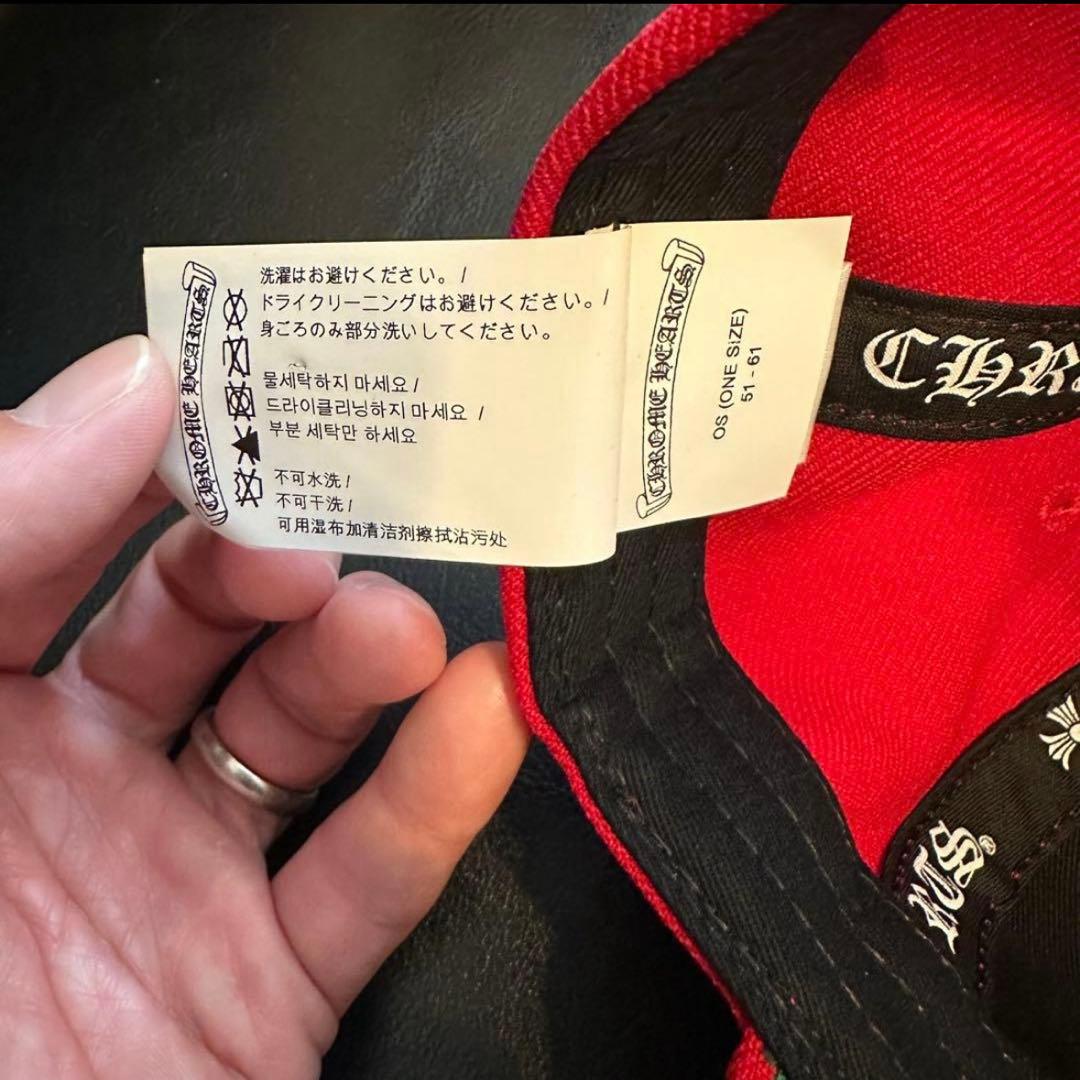 CHROME HEARTS
洗濯はお避けください。/
ドライクリーニングはお避けください。/
身ごろのみ部分洗いしてください。
물세탁하지 마세요 /
드라이클리닝하지 마세요 /
부분 세탁만 하세요
不可水洗 /
不可干洗 /
可用湿布加清洁剂擦拭沾污处
CHROME HEARTS
OS (ONE SIZE)
51 - 61
CHR
RTS®